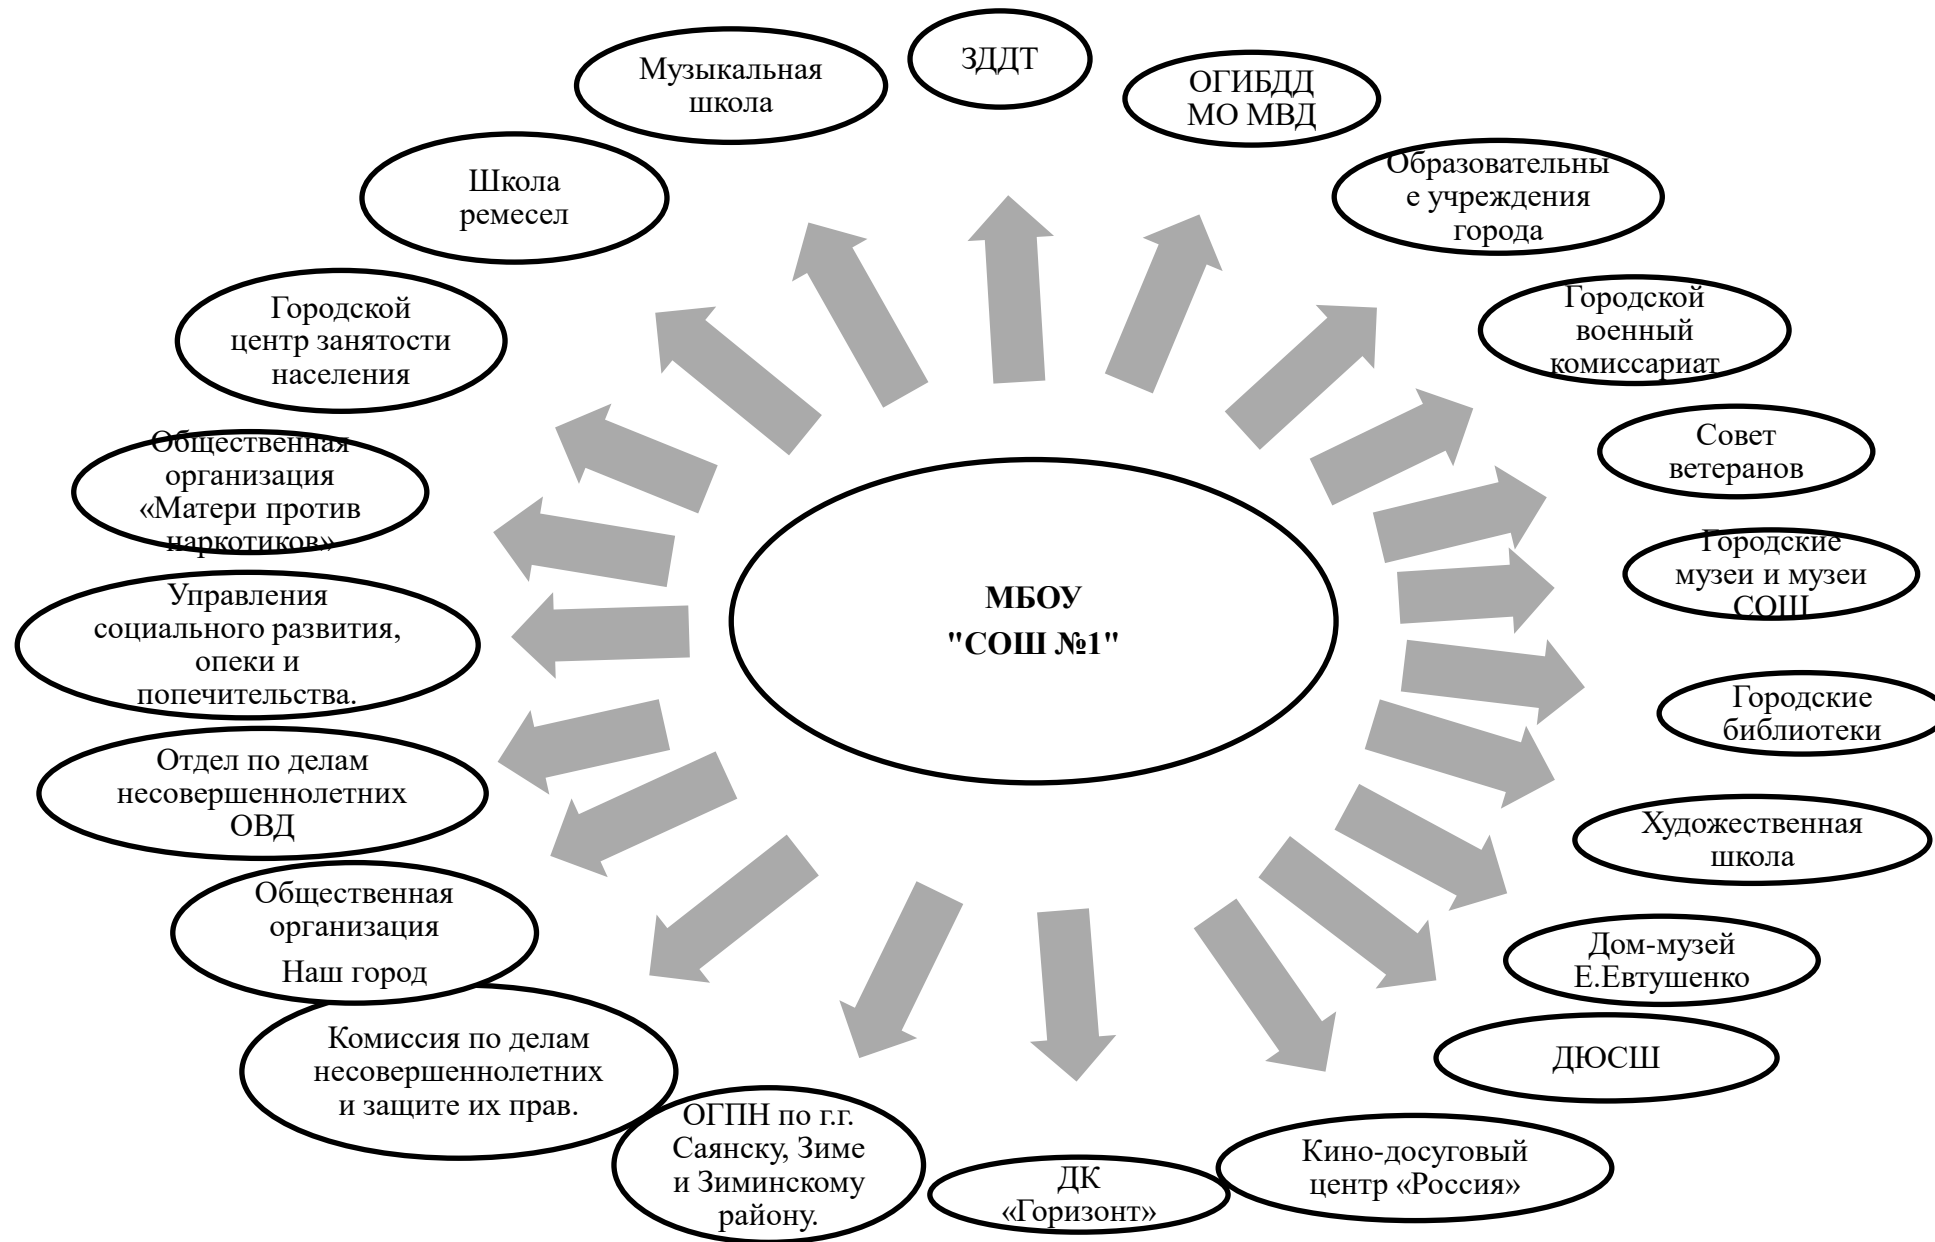 ЗДДТ
Музыкальная
школа
ОГИБДД
МО МВД
Образовательны
е учреждения
города
Школа
ремесел
Городской
военный
комиссариат
Городской
центр занятости
населения
Совет
ветеранов
Общественная
организация
«Матери против
наркотиков»
Городские
музеи и музеи
СОШ
МБОУ
"СОШ №1"
Управления
социального развития,
опеки и
попечительства.
Городские
библиотеки
Отдел по делам
несовершеннолетних
ОВД
Художественная
школа
Общественная
организация
Наш город
Дом-музей
Е.Евтушенко
Комиссия по делам
несовершеннолетних
и защите их прав.
ДЮСШ
ОГПН по г.г.
Саянску, Зиме
и Зиминскому
району.
ДК
«Горизонт»
Кино-досуговый
центр «Россия»